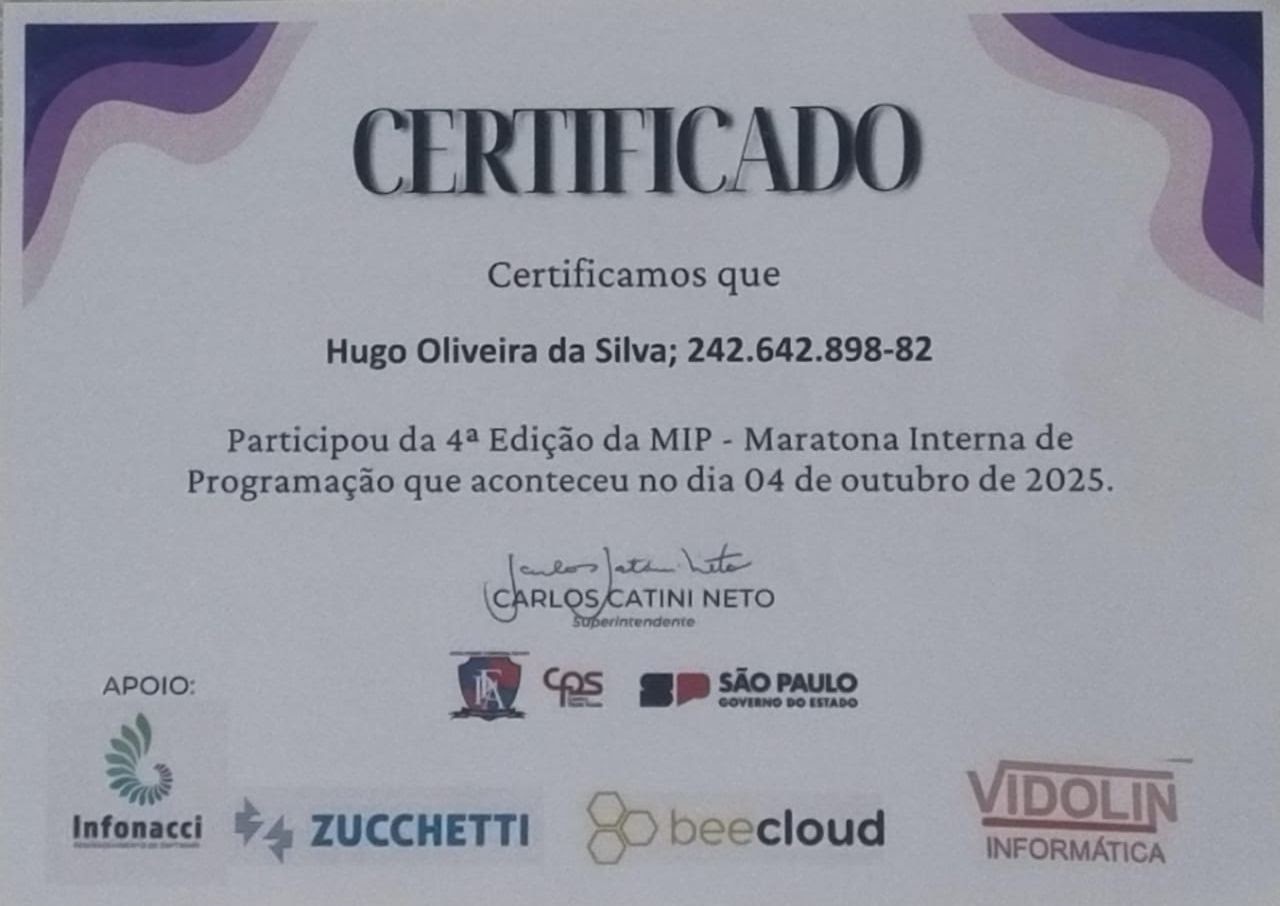 CERTIFICADO
Certificamos que
Hugo Oliveira da Silva; 242.642.898-82
Participou da 4ª Edição da MIP - Maratona Interna de
Programação que aconteceu no dia 04 de outubro de 2025.
CARLOS CATINI NETO
Superintendente
APOIO:
CPS
SÃO PAULO
GOVERNO DO ESTADO
Infonacci
ZUCCHETTI
beecloud
VIDOLIN
INFORMÁTICA